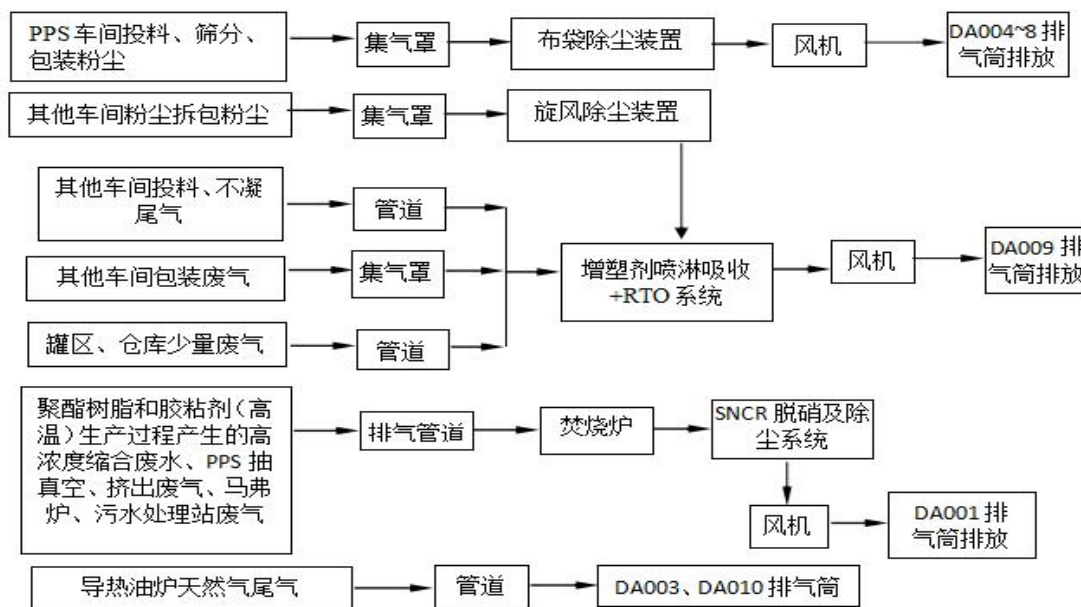 PPS 车间投料、筛分、
包装粉尘
集气罩
布袋除尘装置
风机
DA004~8 排
气筒排放
其他车间粉尘拆包粉尘
集气罩
旋风除尘装置
其他车间投料、不凝
尾气
管道
其他车间包装废气
集气罩
增塑剂喷淋吸收
+RTO 系统
风机
DA009 排
气筒排放
罐区、仓库少量废气
管道
聚酯树脂和胶粘剂（高
温）生产过程产生的高
浓度缩合废水、PPS 抽
真空、挤出废气、马弗
炉、污水处理站废气
排气管道
焚烧炉
SNCR 脱硝及除
尘系统
风机
DA001 排
气筒排放
导热油炉天然气尾气
管道
DA003、DA010 排气筒